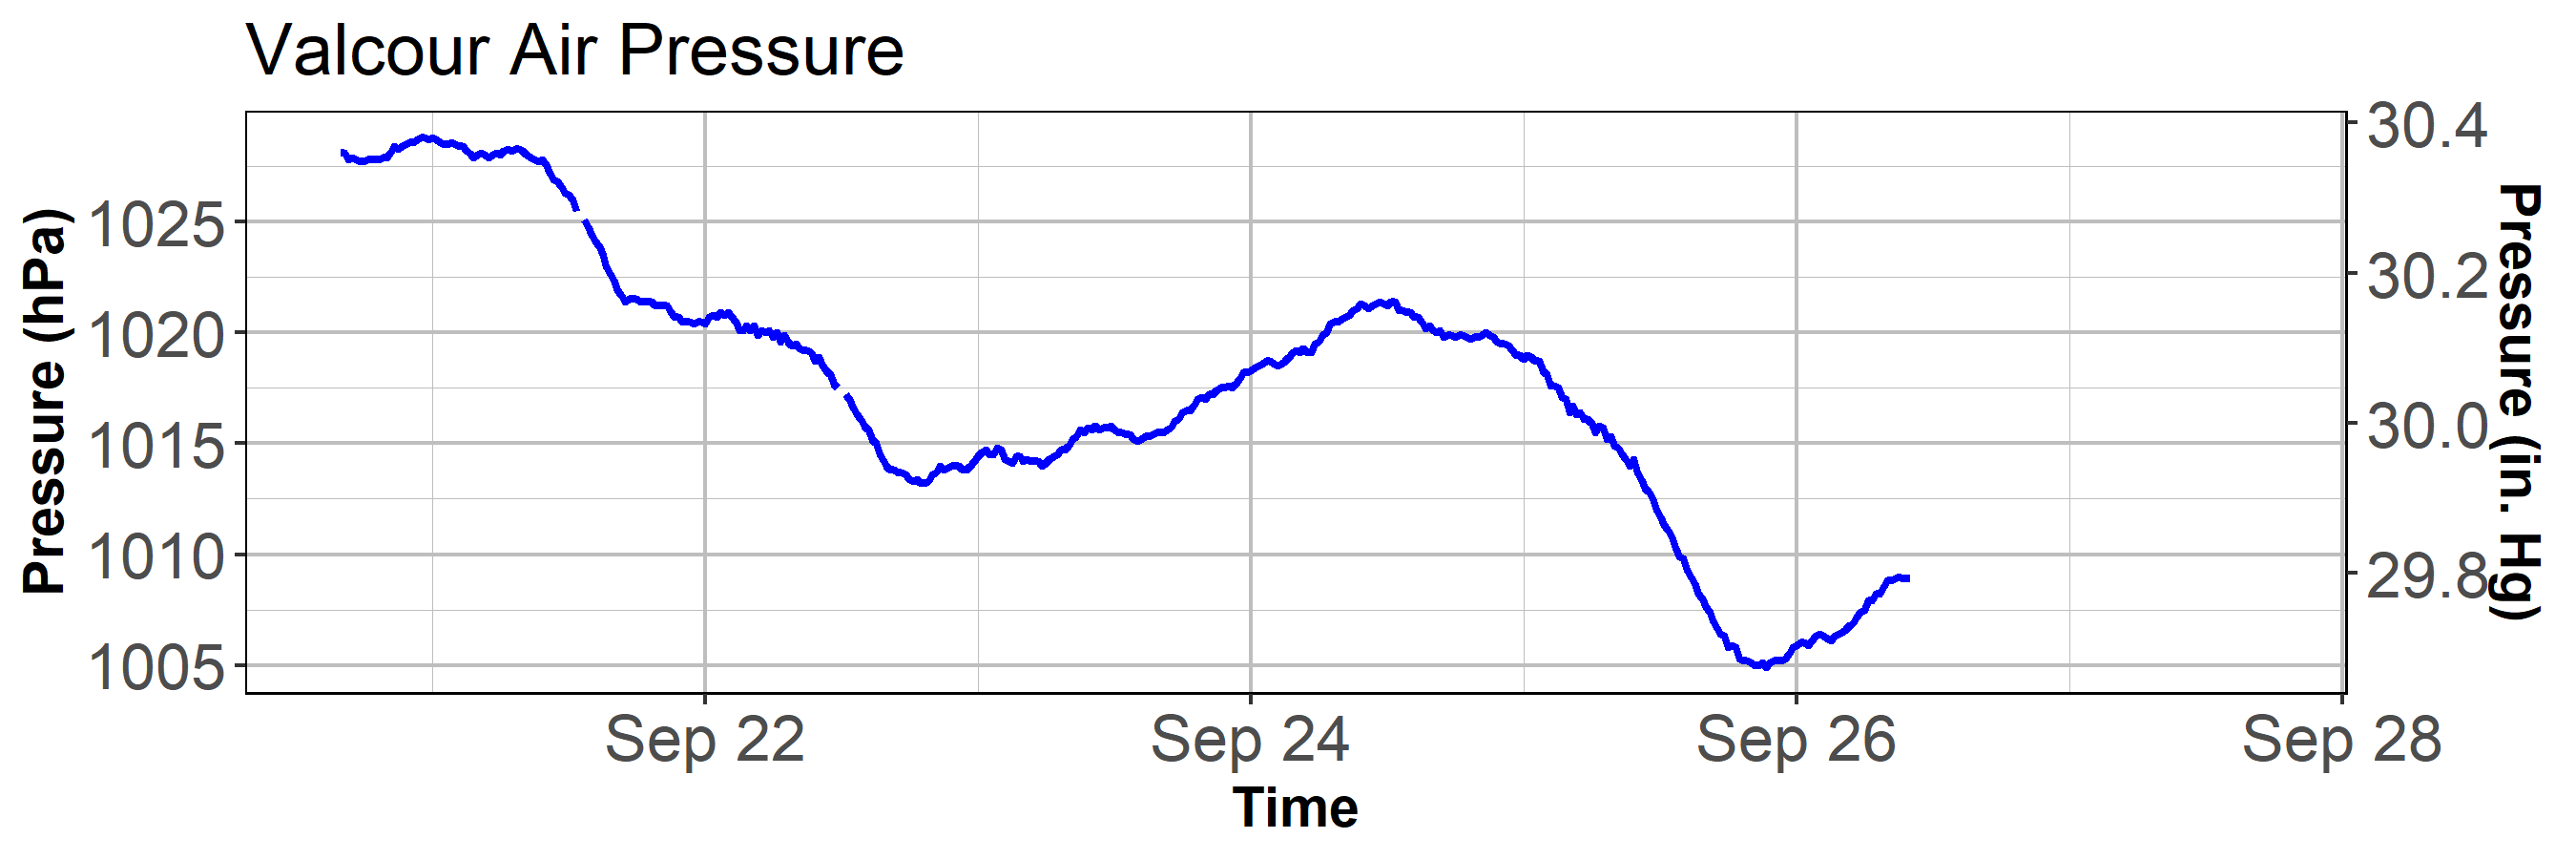 Valcour Air Pressure
Pressure (hPa)
1025
1020
1015
1010
1005
30.4
30.2
30.0
29.8
Pressure (in. Hg)
Sep 22
Sep 24
Sep 26
Sep 28
Time